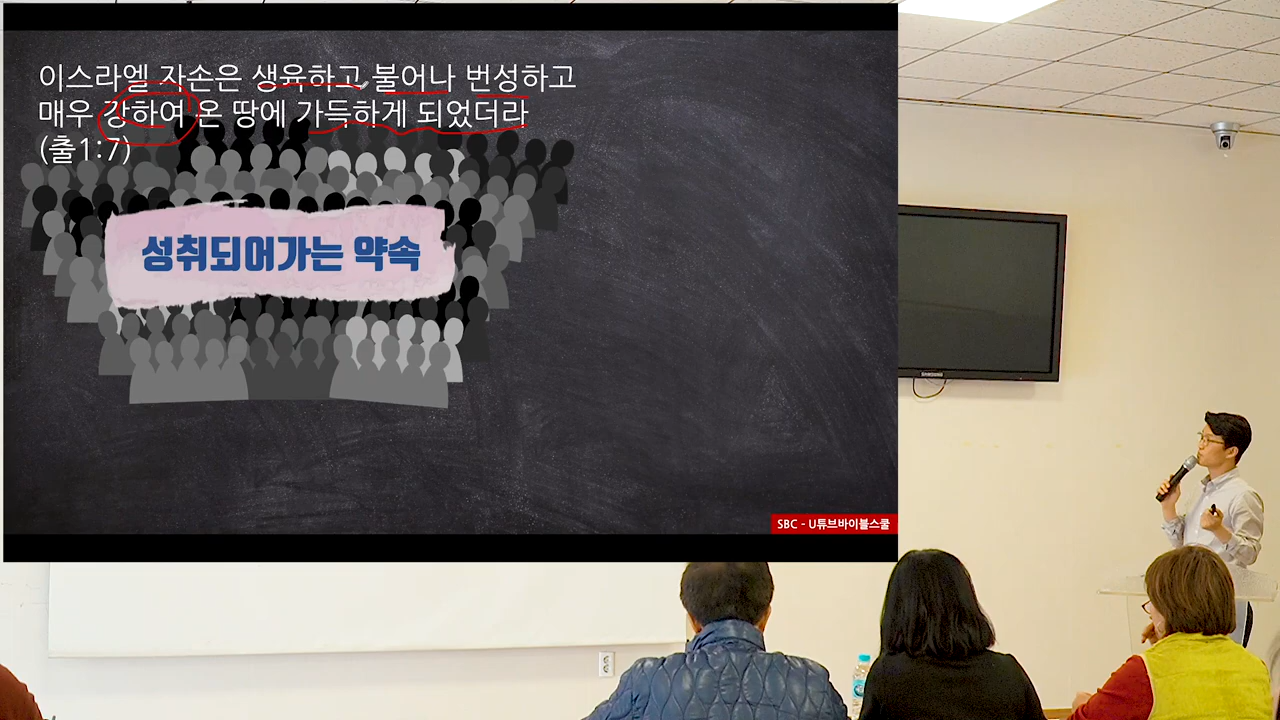 이스라엘 자손은 생육하고 불어나 번성하고
매우 강하여 온 땅에 가득하게 되었더라
(출1:7)
성취되어가는 약속
SBC - U튜브바이블스쿨
SAMSUNG